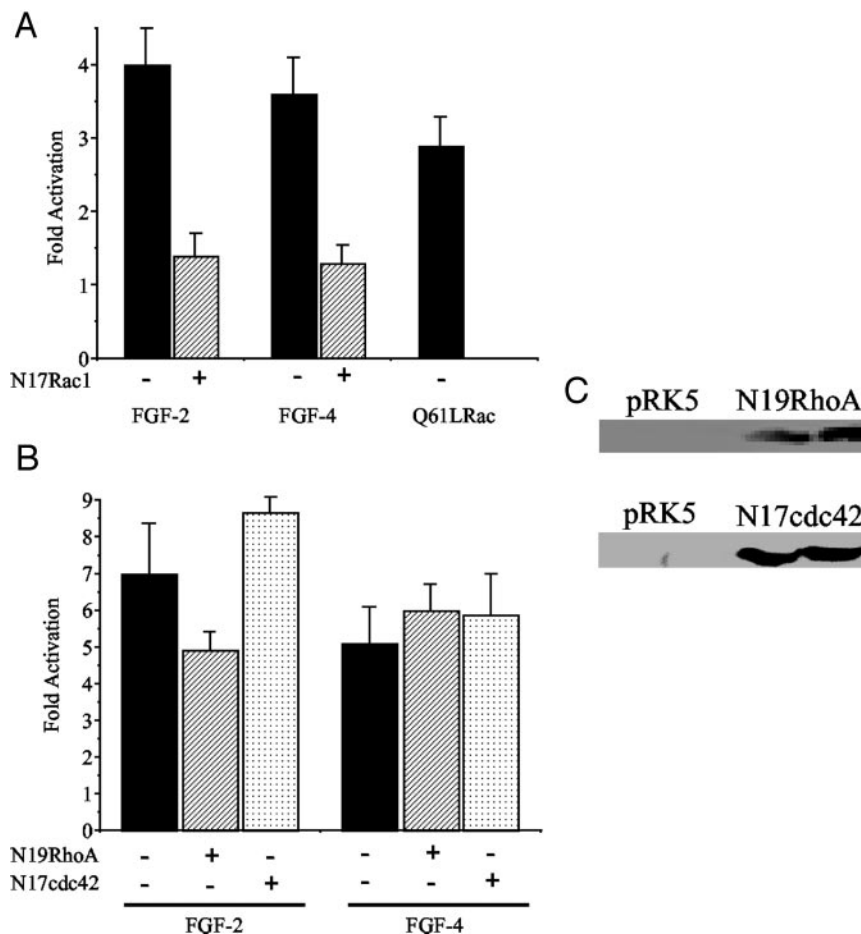 A
Fold Activation
4
3
2
1
0
N17Rac1 - + - + -
FGF-2 FGF-4 Q61LRac
B
Fold Activation
9
8
7
6
5
4
3
2
1
0
N19RhoA - + - - + -
N17cdc42 - - + - - +
FGF-2 FGF-4
C
pRK5 N19RhoA
pRK5 N17cdc42